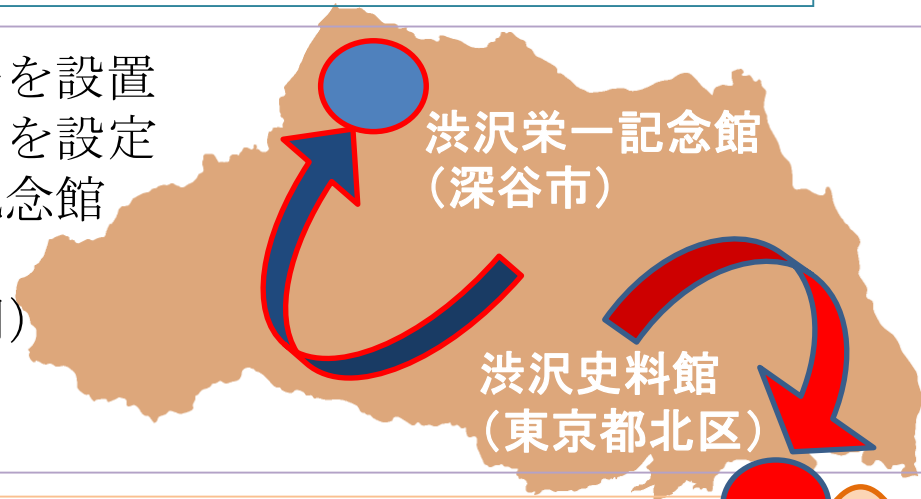 を設置
を設定
念館
渋沢栄一記念館
（深谷市）
渋沢史料館
（東京都北区）